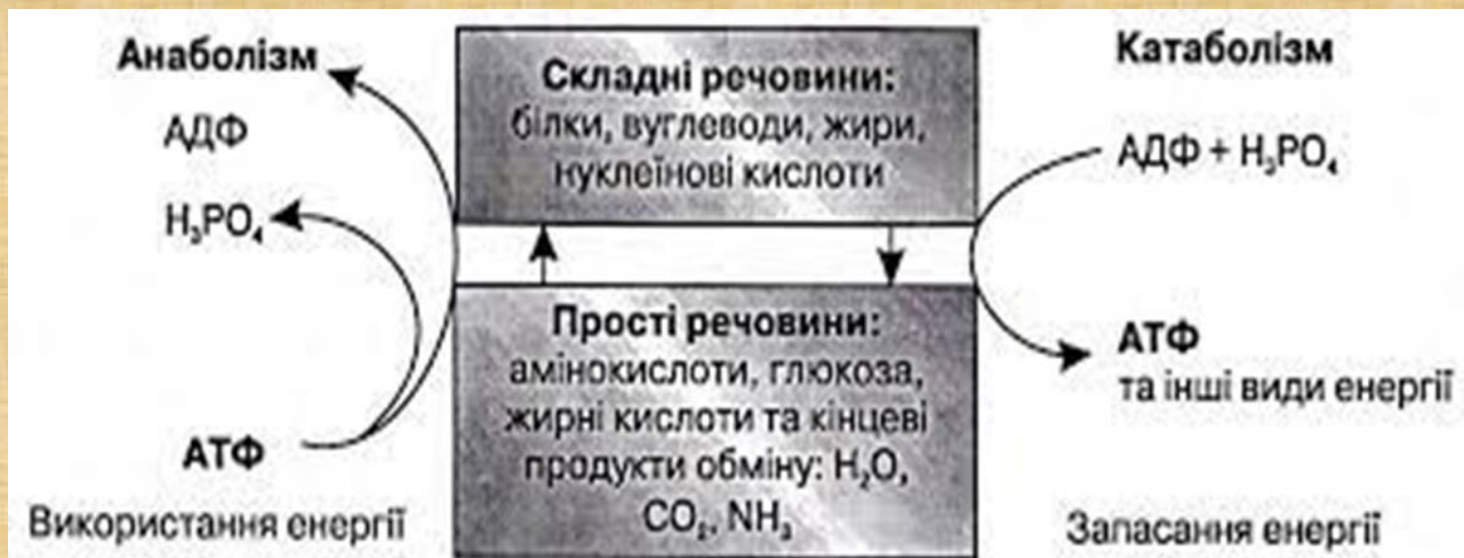 Анаболізм
АДФ
H₃PO₄
АТФ
Використання енергії
Складні речовини:
білки, вуглеводи, жири,
нуклеїнові кислоти
Прості речовини:
амінокислоти, глюкоза,
жирні кислоти та кінцеві
продукти обміну: H₂O,
CO₂, NH₃
Катаболізм
АДФ + H₃PO₄
АТФ
та інші види енергії
Запасання енергії